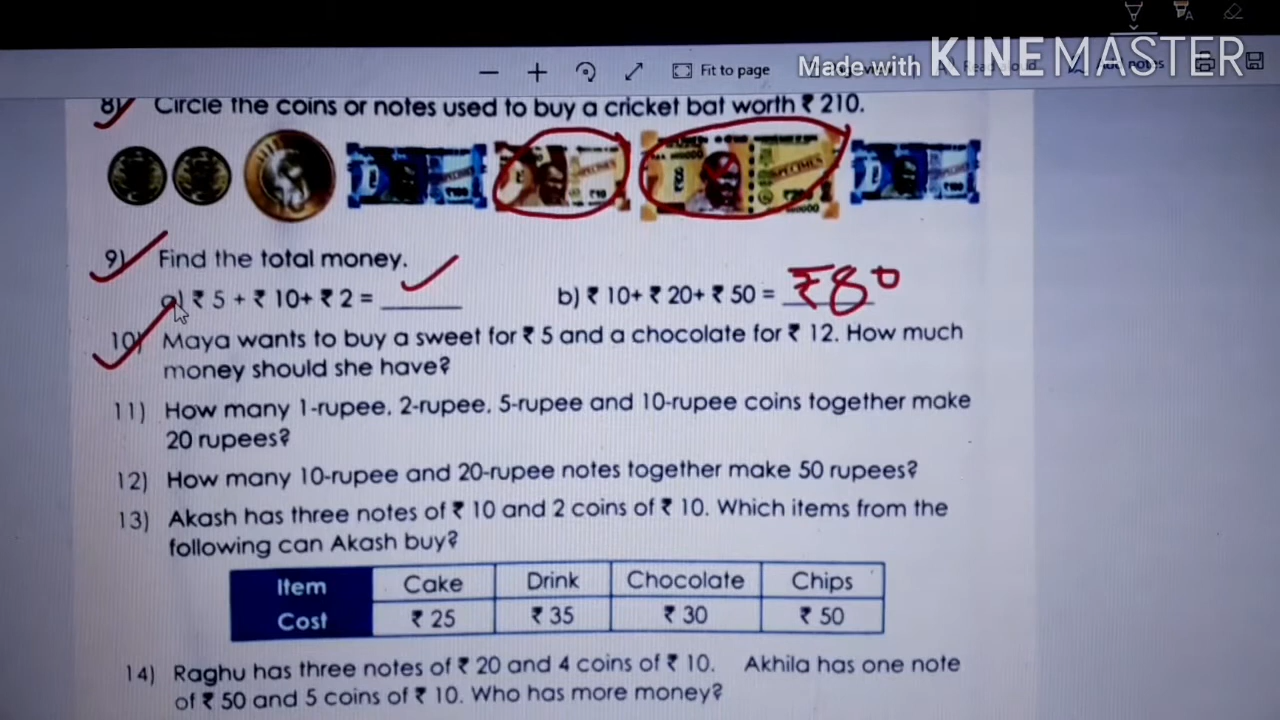 Fit to page
Made with KINEMASTER
8) Circle the coins or notes used to buy a cricket bat worth ₹ 210.
9) Find the total money.
a) ₹ 5 + ₹ 10+ ₹ 2 = ______ b) ₹ 10+ ₹ 20+ ₹ 50 = ₹80
10) Maya wants to buy a sweet for ₹ 5 and a chocolate for ₹ 12. How much
money should she have?
11) How many 1-rupee, 2-rupee, 5-rupee and 10-rupee coins together make
20 rupees?
12) How many 10-rupee and 20-rupee notes together make 50 rupees?
13) Akash has three notes of ₹ 10 and 2 coins of ₹ 10. Which items from the
following can Akash buy?
Item Cake Drink Chocolate Chips
Cost ₹ 25 ₹ 35 ₹ 30 ₹ 50
14) Raghu has three notes of ₹ 20 and 4 coins of ₹ 10. Akhila has one note
of ₹ 50 and 5 coins of ₹ 10. Who has more money?